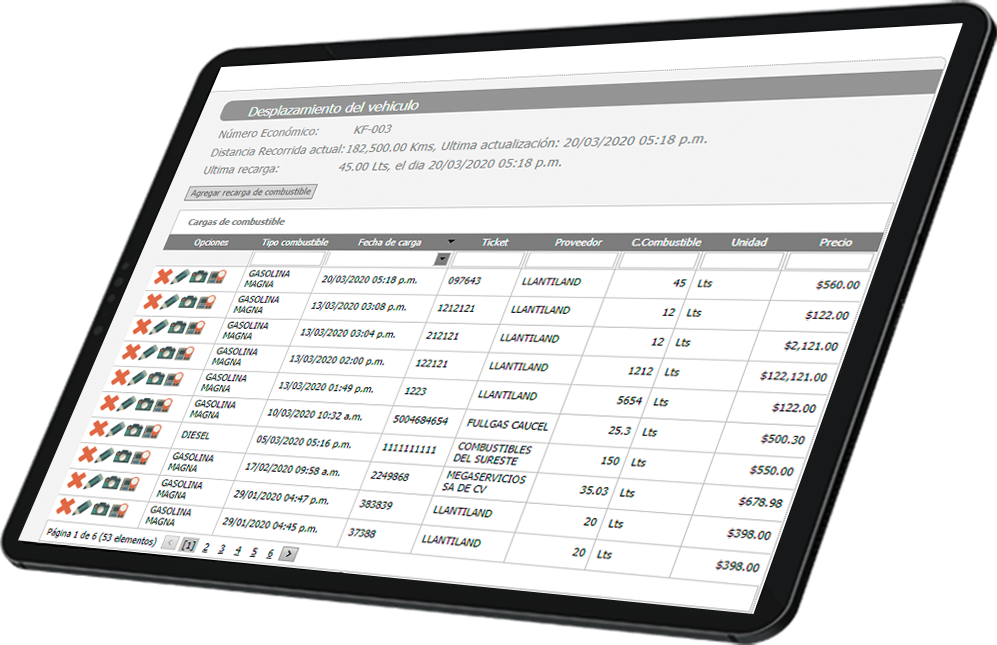 Desplazamiento del vehículo
Número Económico: KF-003
Distancia Recorrida actual: 182,500.00 Kms, Ultima actualización: 20/03/2020 05:18 p.m.
Ultima recarga: 45.00 Lts, el dia 20/03/2020 05:18 p.m.
Agregar recarga de combustible
Cargas de combustible
Opciones Tipo combustible Fecha de carga Ticket Proveedor C.Combustible Unidad Precio
GASOLINA MAGNA 20/03/2020 05:18 p.m. 097643 LLANTILAND 45 Lts $560.00
GASOLINA MAGNA 13/03/2020 03:08 p.m. 1212121 LLANTILAND 12 Lts $122.00
GASOLINA MAGNA 13/03/2020 03:04 p.m. 212121 LLANTILAND 12 Lts $2,121.00
GASOLINA MAGNA 13/03/2020 02:00 p.m. 122121 LLANTILAND 1212 Lts $122,121.00
GASOLINA MAGNA 13/03/2020 01:49 p.m. 1223 LLANTILAND 5654 Lts $122.00
GASOLINA MAGNA 10/03/2020 10:32 a.m. 5004684654 FULLGAS CAUCEL 25.3 Lts $500.30
DIESEL 05/03/2020 05:16 p.m. 1111111111 COMBUSTIBLES DEL SURESTE 150 Lts $550.00
GASOLINA MAGNA 17/02/2020 09:58 a.m. 2249868 MEGASERVICIOS SA DE CV 35.03 Lts $678.98
GASOLINA MAGNA 29/01/2020 04:47 p.m. 383839 LLANTILAND 20 Lts $398.00
GASOLINA MAGNA 29/01/2020 04:45 p.m. 37388 LLANTILAND 20 Lts $398.00
Página 1 de 6 (53 elementos) < [1] 2 3 4 5 6 >